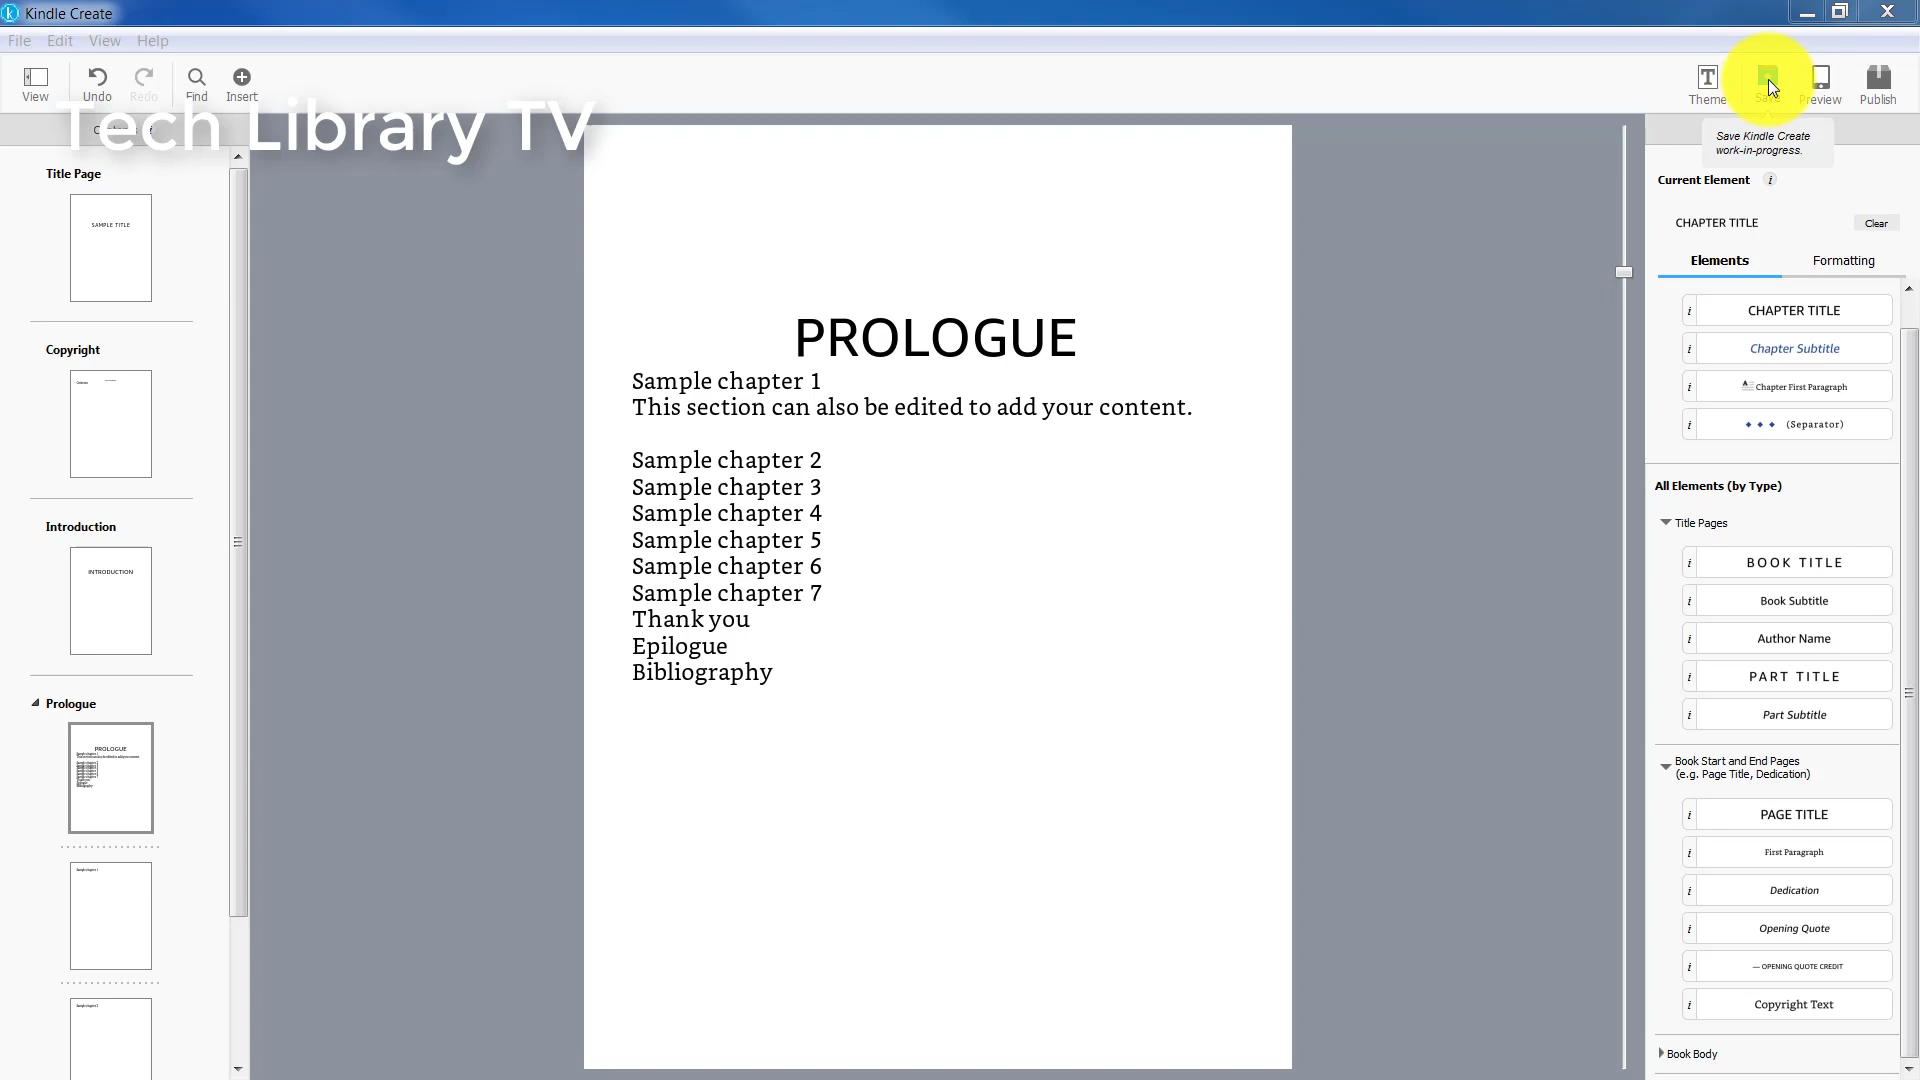 Kindle Create
File Edit View Help
View Undo Redo Find Insert
Theme Save Preview Publish
Tech Library TV
Save Kindle Create
work-in-progress.
Title Page
SAMPLE TITLE
Copyright
Introduction
INTRODUCTION
Prologue
PROLOGUE
Sample chapter 1
Sample chapter 2
PROLOGUE
Sample chapter 1
This section can also be edited to add your content.
Sample chapter 2
Sample chapter 3
Sample chapter 4
Sample chapter 5
Sample chapter 6
Sample chapter 7
Thank you
Epilogue
Bibliography
Current Element i
CHAPTER TITLE Clear
Elements Formatting
i CHAPTER TITLE
i Chapter Subtitle
i Chapter First Paragraph
i (Separator)
All Elements (by Type)
Title Pages
i BOOK TITLE
i Book Subtitle
i Author Name
i PART TITLE
i Part Subtitle
Book Start and End Pages
(e.g. Page Title, Dedication)
i PAGE TITLE
i First Paragraph
i Dedication
i Opening Quote
i — OPENING QUOTE CREDIT
i Copyright Text
Book Body